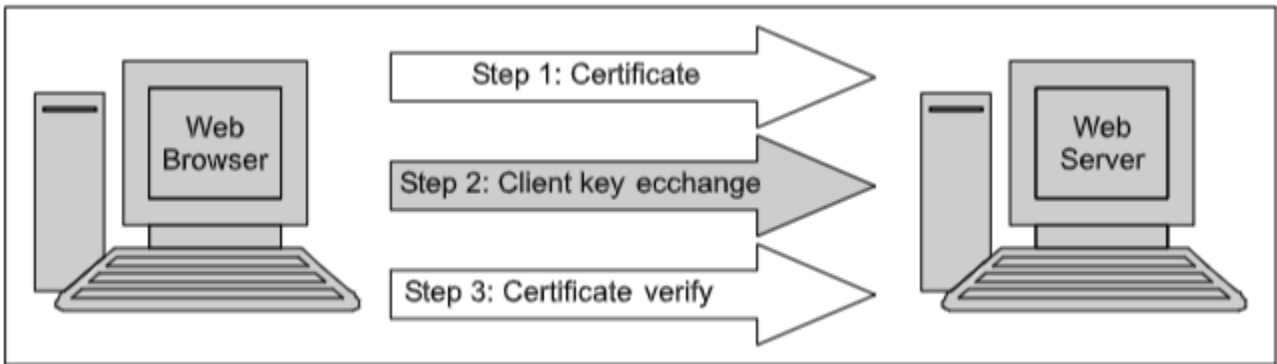 Web
Browser
Step 1: Certificate
Step 2: Client key ecchange
Step 3: Certificate verify
Web
Server